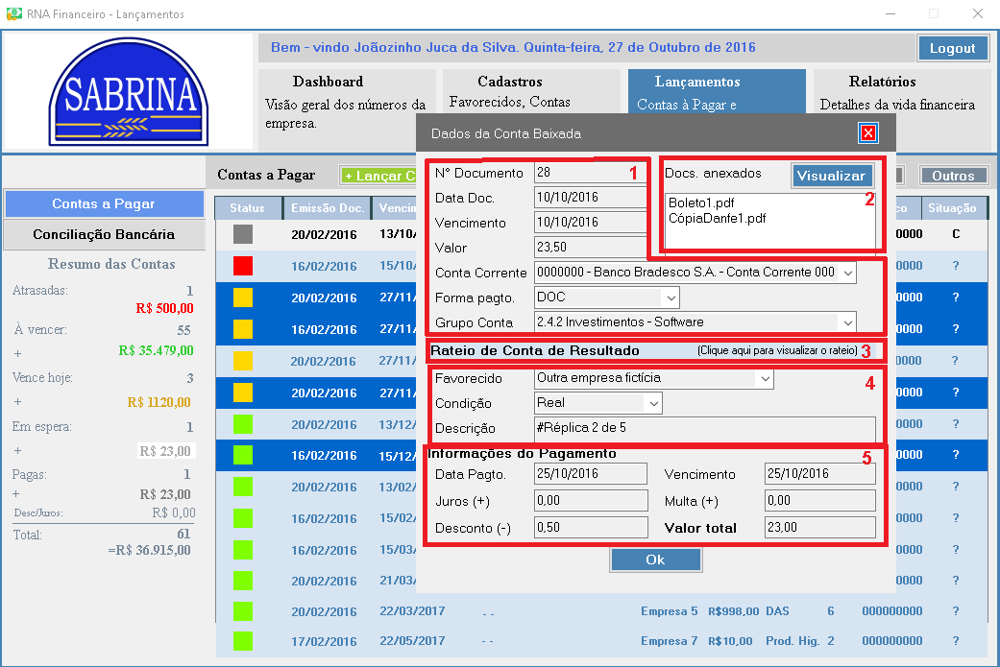 RNA Financeiro - Lançamentos
SABRINA
Bem - vindo Joãozinho Juca da Silva. Quinta-feira, 27 de Outubro de 2016
Logout
Dashboard
Visão geral dos números da
empresa.
Cadastros
Favorecidos, Contas
Lançamentos
Contas à Pagar e
Relatórios
Detalhes da vida financeira
Contas a Pagar
Conciliação Bancária
Resumo das Contas
Atrasadas: 1
R$ 500,00
À vencer: 55
+ R$ 35.479,00
Vence hoje: 3
+ R$ 1120,00
Em espera: 1
+ R$ 23,00
Pagas: 1
+ R$ 23,00
Desc/Juros: R$ 0,00
Total: 61
=R$ 36.915,00
Contas a Pagar
+ Lançar C
Outros
Status Emissão Doc. Vencim co Situação
20/02/2016 13/10/ 0000 C
16/02/2016 15/10/ 0000 ?
20/02/2016 27/11/ 0000 ?
16/02/2016 27/11/ 0000 ?
20/02/2016 27/11/ 0000 ?
20/02/2016 27/11/ 0000 ?
20/02/2016 13/12/ 0000 ?
16/02/2016 15/12/ 0000 ?
20/02/2016 13/02/ 0000 ?
16/02/2016 15/02/ 0000 ?
16/02/2016 15/03/ 0000 ?
20/02/2016 21/03/ 0000 ?
20/02/2016 22/03/2017 - - Empresa 5 R$998,00 DAS 6 000000000 ?
17/02/2016 22/05/2017 - - Empresa 7 R$10,00 Prod. Hig. 2 000000000 ?
Dados da Conta Baixada
X
N° Documento 28 1
Data Doc. 10/10/2016
Vencimento 10/10/2016
Valor 23,50
Conta Corrente 0000000 - Banco Bradesco S.A. - Conta Corrente 000
Forma pagto. DOC
Grupo Conta 2.4.2 Investimentos - Software
Docs. anexados Visualizar
2
Boleto1.pdf
CópiaDanfe1.pdf
Rateio de Conta de Resultado (Clique aqui para visualizar o rateio) 3
Favorecido Outra empresa fictícia 4
Condição Real
Descrição #Réplica 2 de 5
Informações do Pagamento 5
Data Pagto. 25/10/2016 Vencimento 25/10/2016
Juros (+) 0,00 Multa (+) 0,00
Desconto (-) 0,50 Valor total 23,00
Ok